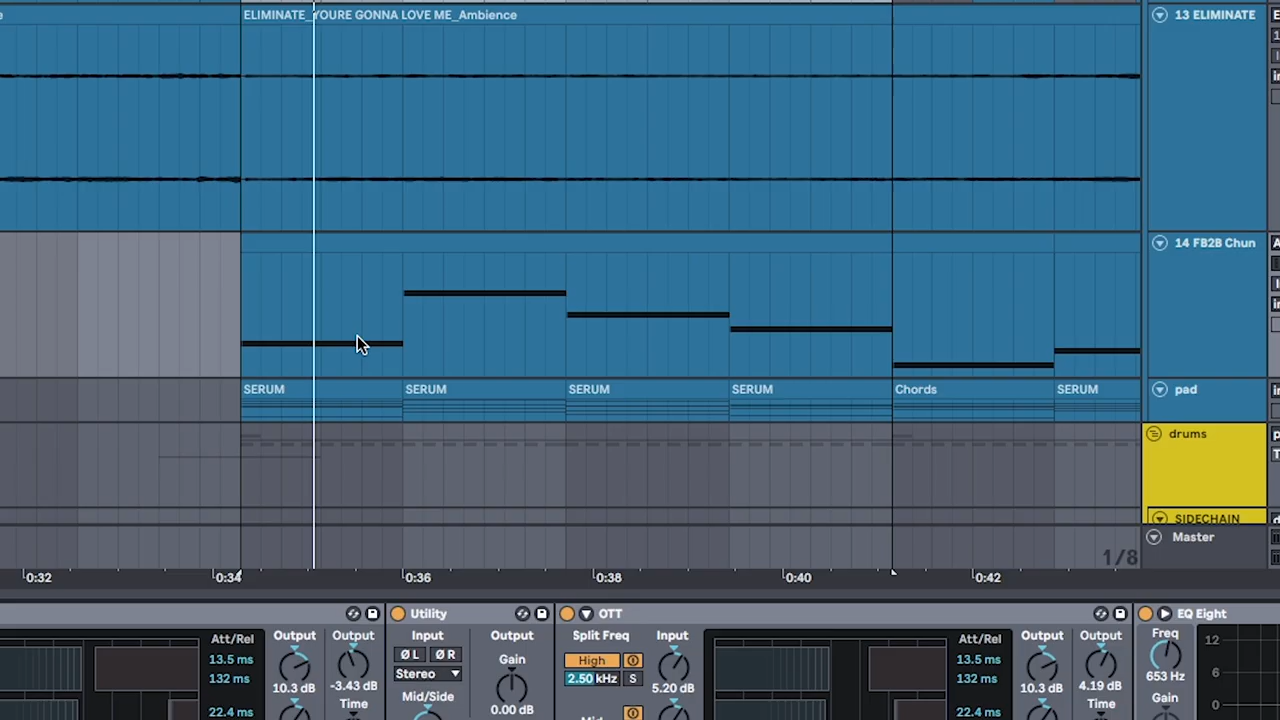 e
ELIMINATE_YOURE GONNA LOVE ME_Ambience
13 ELIMINATE
14 FB2B Chun
SERUM
SERUM
SERUM
SERUM
Chords
SERUM
pad
drums
SIDECHAIN
Master
1/8
0:32
0:34
0:36
0:38
0:40
0:42
Utility
OTT
EQ Eight
Att/Rel
13.5 ms
132 ms
22.4 ms
Output
10.3 dB
Output
-3.43 dB
Time
Input
Ø L
Ø R
Stereo
Mid/Side
Output
Gain
0.00 dB
Split Freq
High
2.50 kHz
S
Input
5.20 dB
Att/Rel
13.5 ms
132 ms
22.4 ms
Output
10.3 dB
Output
4.19 dB
Time
Freq
653 Hz
Gain
12
6
0